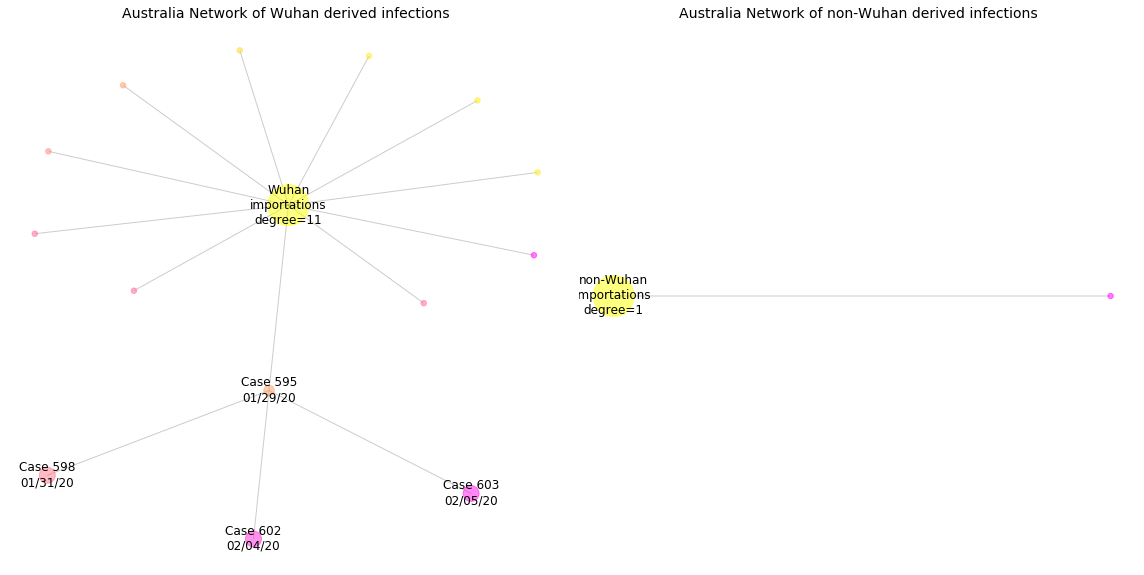 Australia Network of Wuhan derived infections
Wuhan
importations
degree=11
Case 595
01/29/20
Case 598
01/31/20
Case 603
02/05/20
Case 602
02/04/20
Australia Network of non-Wuhan derived infections
non-Wuhan
mportations
degree=1